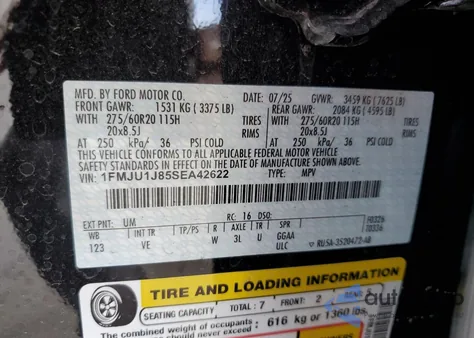 MFD. BY FORD MOTOR CO. DATE: 07/25 GVWR: 3459 KG (7625 LB)
FRONT GAWR: 1531 KG (3375 LB) REAR GAWR: 2084 KG (4595 LB)
WITH 275/60R20 115H TIRES WITH 275/60R20 115H TIRES
20x8.5J RIMS 20x8.5J RIMS
AT 250 kPa/ 36 PSI COLD AT 250 kPa/ 36 PSI COLD
THIS VEHICLE CONFORMS TO ALL APPLICABLE FEDERAL MOTOR VEHICLE
SAFETY STANDARDS IN EFFECT ON THE DATE OF MANUFACTURE SHOWN ABOVE.
VIN: 1FMJU1J85SEA42622 TYPE: MPV
EXT PNT: UM RC: 16 DSO: F0326
WB TP/PS R AXLE TR SPR T0326
123 VE W 3L U GGAA
ULC
TIRE AND LOADING INFORMATION
SEATING CAPACITY TOTAL: 7 FRONT: 2
The combined weight of occupants 616 kg or 1360 lbs.